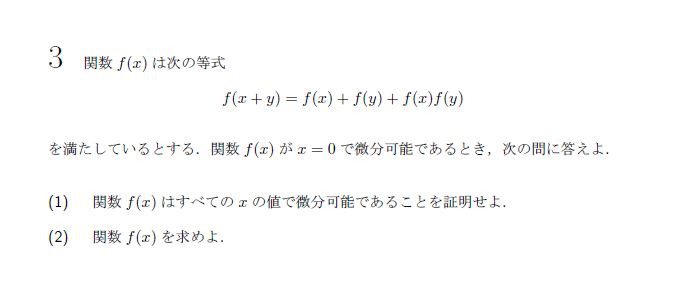 3 関数 f(x) は次の等式
f(x + y) = f(x) + f(y) + f(x)f(y)
を満たしているとする．関数 f(x) が x = 0 で微分可能であるとき，次の問に答えよ．
(1) 関数 f(x) はすべての x の値で微分可能であることを証明せよ．
(2) 関数 f(x) を求めよ．